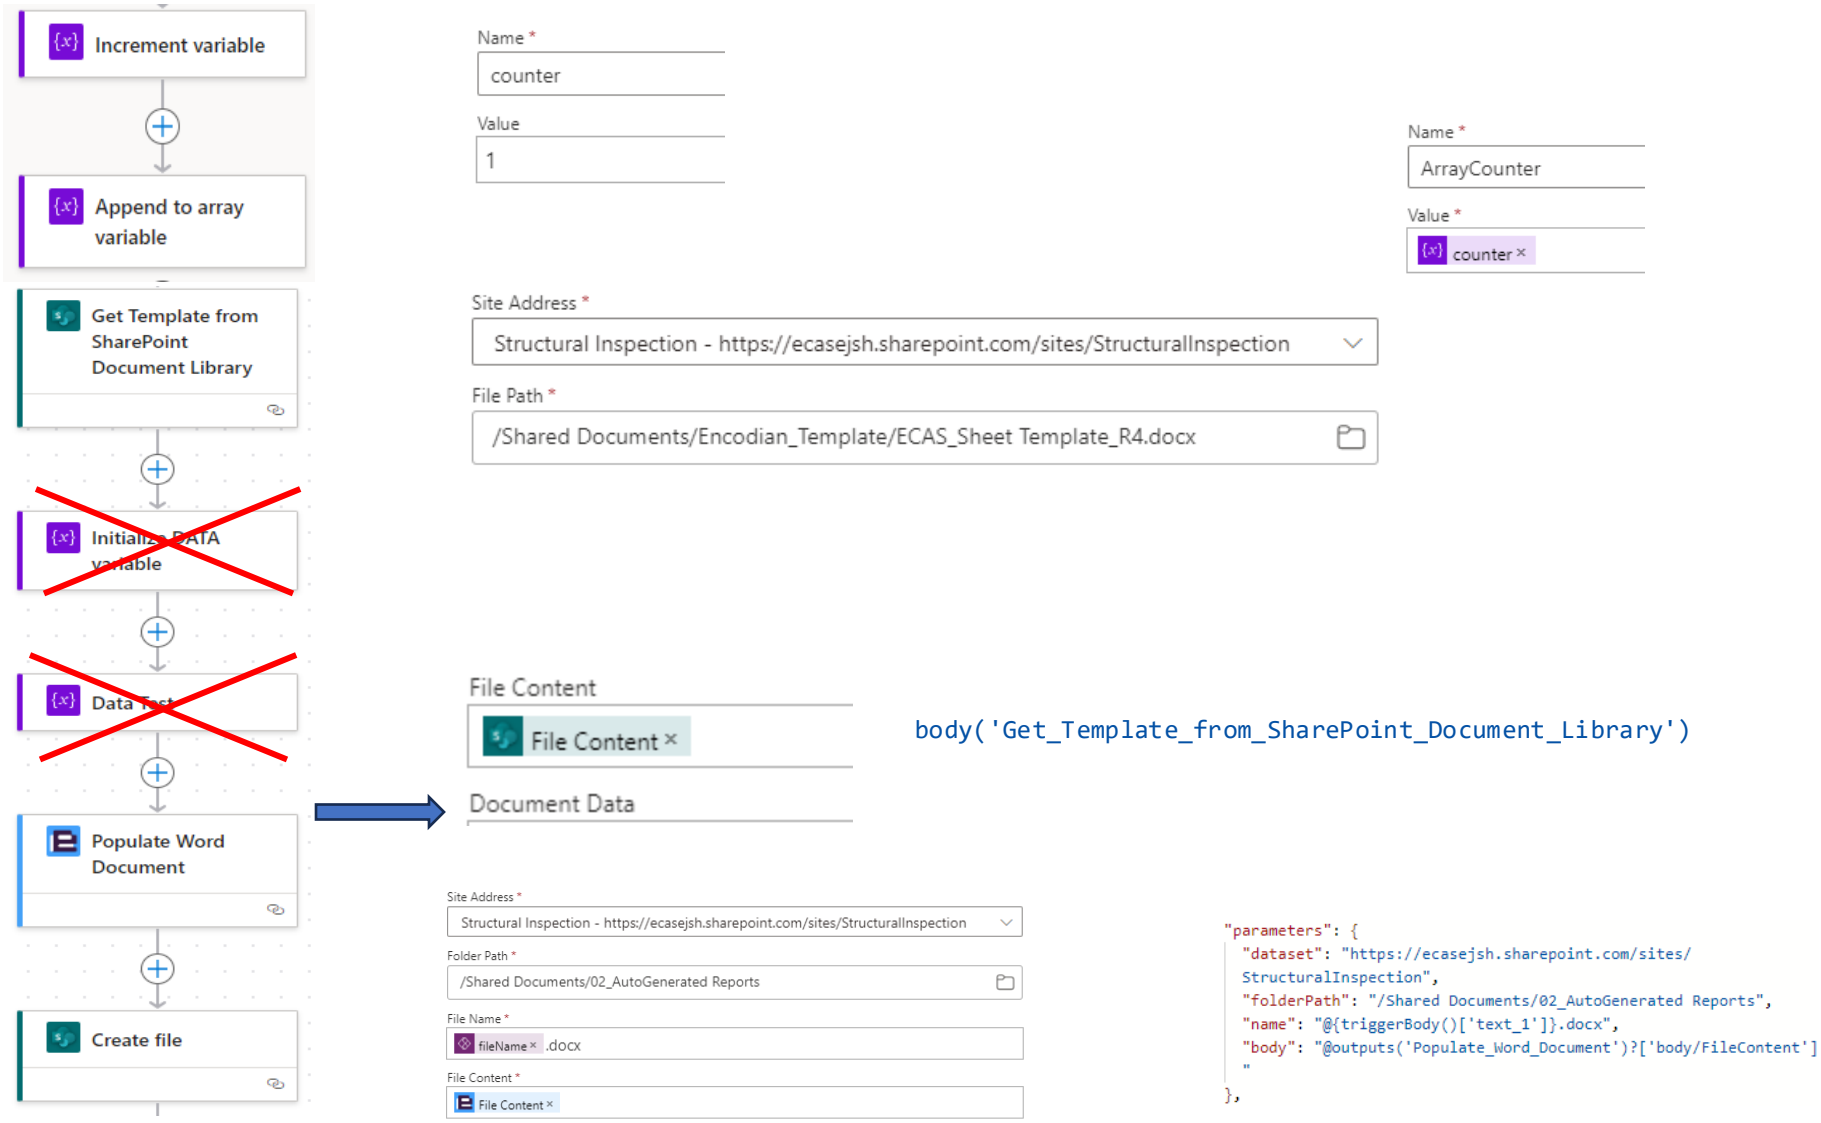 {x} Increment variable
{x} Append to array
variable
Get Template from
SharePoint
Document Library
{x} Initialize DATA
variable
{x} Data Test
Populate Word
Document
Create file
Name *
counter
Value
1
Name *
ArrayCounter
Value *
{x} counter ×
Site Address *
Structural Inspection - https://ecasejsh.sharepoint.com/sites/StructuralInspection
File Path *
/Shared Documents/Encodian_Template/ECAS_Sheet Template_R4.docx
File Content
File Content ×
body('Get_Template_from_SharePoint_Document_Library')
Document Data
Site Address *
Structural Inspection - https://ecasejsh.sharepoint.com/sites/StructuralInspection
Folder Path *
/Shared Documents/02_AutoGenerated Reports
File Name *
fileName × .docx
File Content *
File Content ×
"parameters": {
"dataset": "https://ecasejsh.sharepoint.com/sites/
StructuralInspection",
"folderPath": "/Shared Documents/02_AutoGenerated Reports",
"name": "@{triggerBody()['text_1']}.docx",
"body": "@outputs('Populate_Word_Document')?['body/FileContent']
"
},